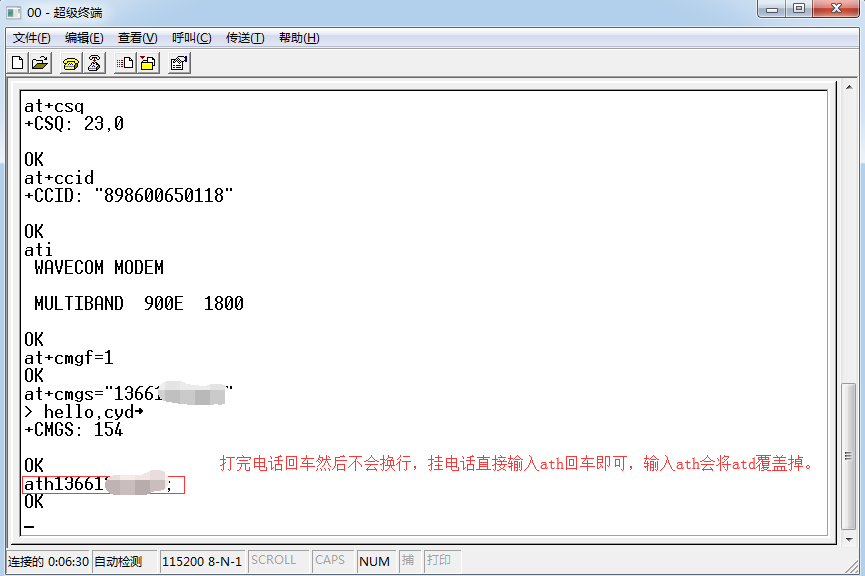 00 - 超级终端
文件(F) 编辑(E) 查看(V) 呼叫(C) 传送(T) 帮助(H)
at+csq
+CSQ: 23,0
OK
at+ccid
+CCID: "898600650118"
OK
ati
WAVECOM MODEM
MULTIBAND 900E 1800
OK
at+cmgf=1
OK
at+cmgs="13661 "
> hello,cyd→
+CMGS: 154
OK
打完电话回车然后不会换行，挂电话直接输入ath回车即可，输入ath会将atd覆盖掉。
ath13661 ;
OK
连接的 0:06:30 自动检测 115200 8-N-1 SCROLL CAPS NUM 捕 打印